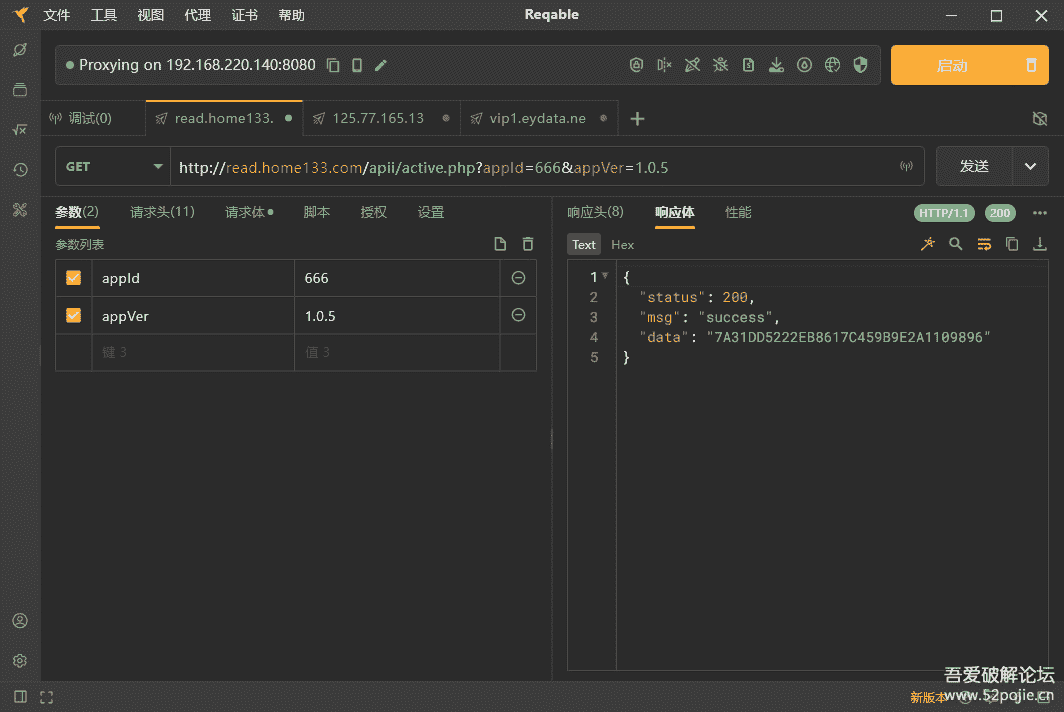 文件 工具 视图 代理 证书 帮助 Reqable
Proxying on 192.168.220.140:8080 启动
调试(0) read.home133. 125.77.165.13 vip1.eydata.ne
GET http://read.home133.com/apii/active.php?appId=666&appVer=1.0.5 发送
参数(2) 请求头(11) 请求体 脚本 授权 设置
响应头(8) 响应体 性能 HTTP/1.1 200
参数列表
Text Hex
appId 666
appVer 1.0.5
键 3 值 3
1 {
2 "status": 200,
3 "msg": "success",
4 "data": "7A31DD5222EB8617C459B9E2A1109896"
5 }
吾爱破解论坛
新版本
www.52pojie.cn